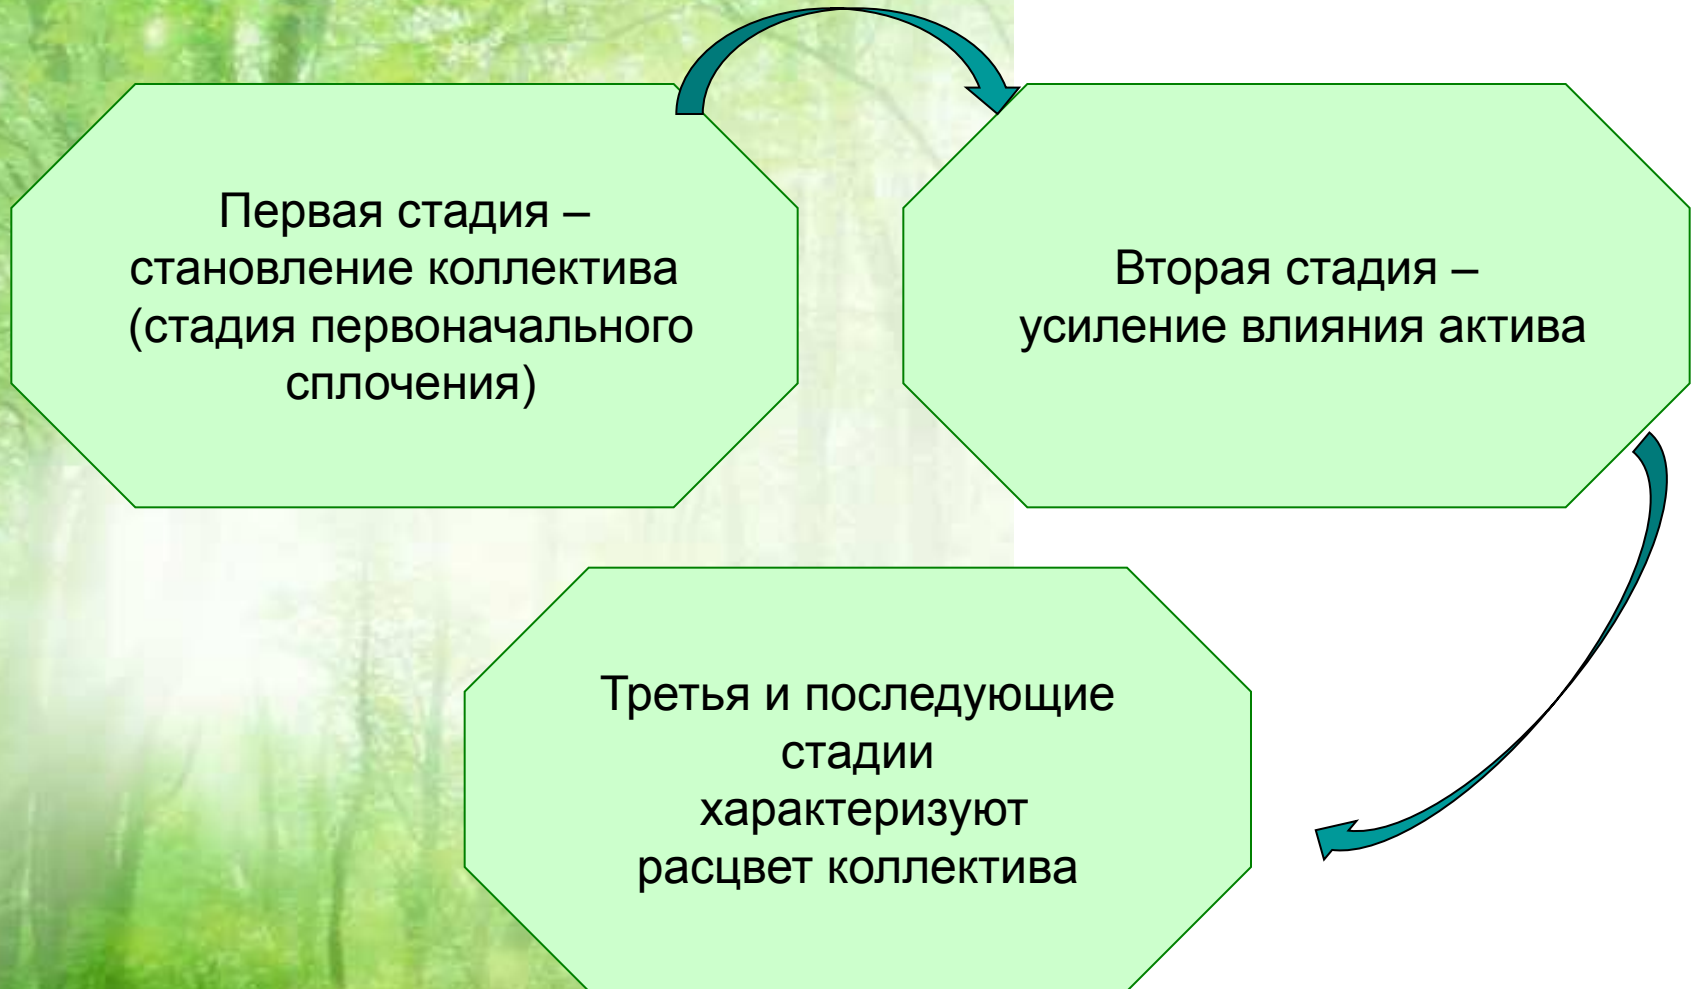 Первая стадия –
становление коллектива
(стадия первоначального
сплочения)
Вторая стадия –
усиление влияния актива
Третья и последующие
стадии
характеризуют
расцвет коллектива